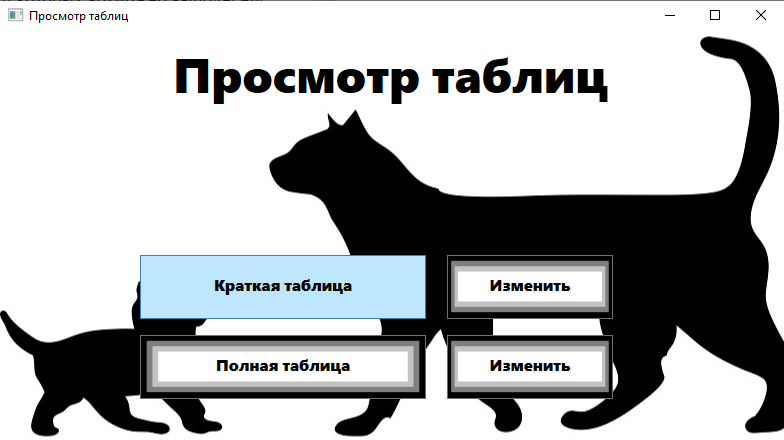 Просмотр таблиц
Просмотр таблиц
Краткая таблица
Изменить
Полная таблица
Изменить